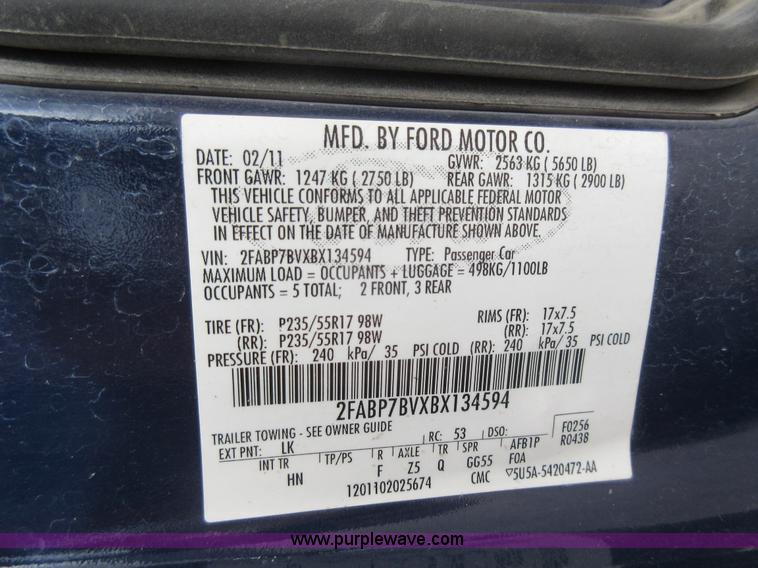 MFD. BY FORD MOTOR CO.
DATE: 02/11 GVWR: 2563 KG ( 5650 LB)
FRONT GAWR: 1247 KG ( 2750 LB) REAR GAWR: 1315 KG ( 2900 LB)
THIS VEHICLE CONFORMS TO ALL APPLICABLE FEDERAL MOTOR
VEHICLE SAFETY, BUMPER, AND THEFT PREVENTION STANDARDS
IN EFFECT ON THE DATE OF MANUFACTURE SHOWN ABOVE.
VIN: 2FABP7BVXBX134594 TYPE: Passenger Car
MAXIMUM LOAD = OCCUPANTS + LUGGAGE = 498KG/1100LB
OCCUPANTS = 5 TOTAL; 2 FRONT, 3 REAR
TIRE (FR): P235/55R17 98W RIMS (FR): 17x7.5
(RR): P235/55R17 98W (RR): 17x7.5
PRESSURE (FR): 240 kPa/ 35 PSI COLD (RR): 240 kPa/ 35 PSI COLD
2FABP7BVXBX134594
TRAILER TOWING - SEE OWNER GUIDE
EXT PNT: LK RC: 53 DSO: F0256
INT TR TP/PS R AXLE TR SPR AFB1P R0438
HN F Z5 Q GG55 FOA
1201102025674 CMC ▽5U5A-5420472-AA
www.purplewave.com